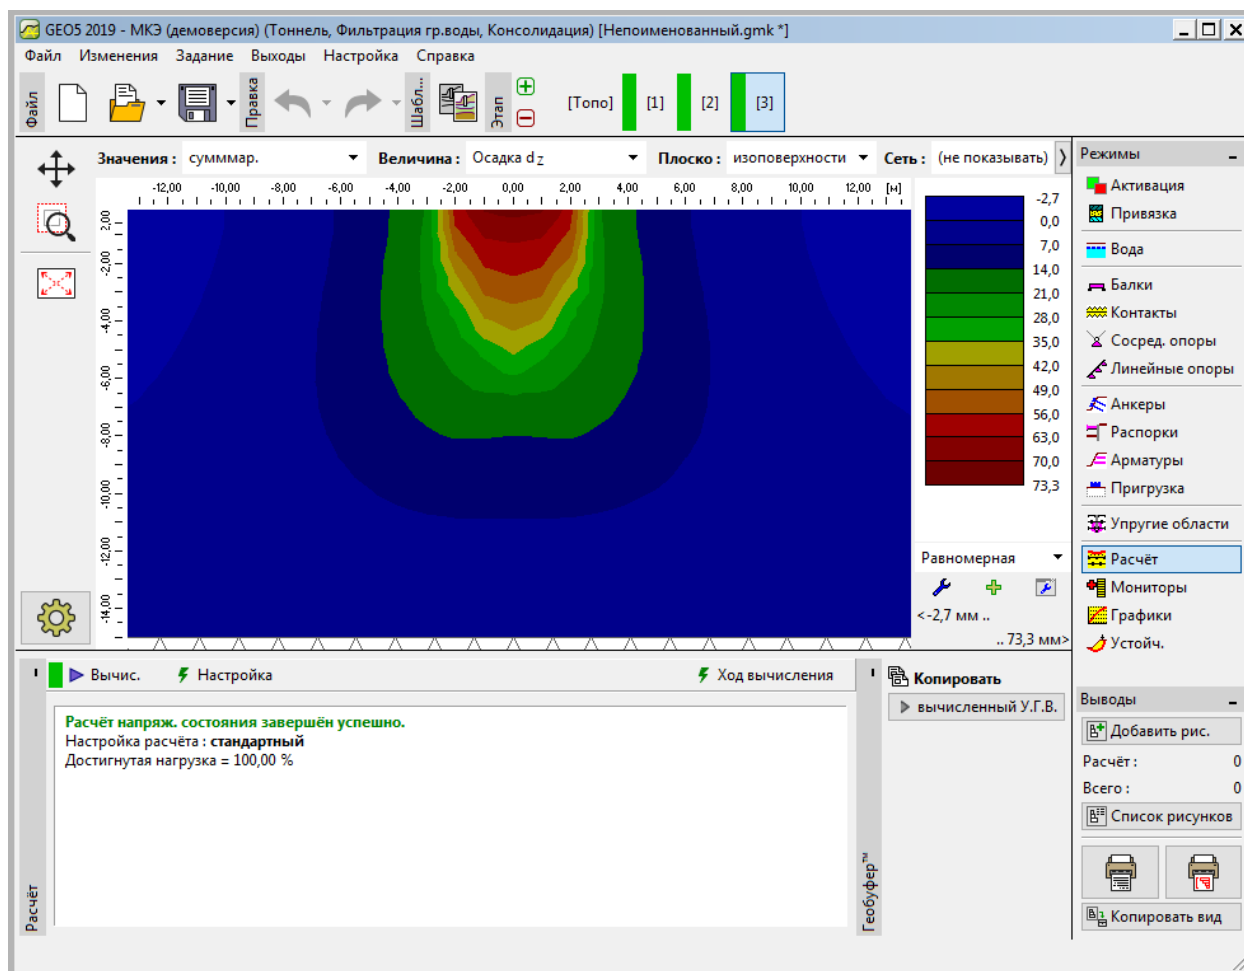 GEO5 2019 - МКЭ (демоверсия) (Тоннель, Фильтрация гр.воды, Консолидация) [Непоименованный.gmk *]
Файл Изменения Задание Выходы Настройка Справка
Файл
Правка
Шабл...
Этап
[Топо] [1] [2] [3]
Значения : сумммар. Величина : Осадка d z Плоско : изоповерхности Сеть : (не показывать)
-12,00 -10,00 -8,00 -6,00 -4,00 -2,00 0,00 2,00 4,00 6,00 8,00 10,00 12,00 [м]
2,00
-2,00
-4,00
-6,00
-8,00
-10,00
-12,00
-14,00
-2,7
0,0
7,0
14,0
21,0
28,0
35,0
42,0
49,0
56,0
63,0
70,0
73,3
Равномерная
<-2,7 мм ..
.. 73,3 мм>
Режимы
Активация
Привязка
Вода
Балки
Контакты
Сосред. опоры
Линейные опоры
Анкеры
Распорки
Арматуры
Пригрузка
Упругие области
Расчёт
Мониторы
Графики
Устойч.
Вычис. Настройка Ход вычисления
Расчёт напряж. состояния завершён успешно.
Настройка расчёта : стандартный
Достигнутая нагрузка = 100,00 %
Расчёт
Геобуфер™
Копировать
вычисленный У.Г.В.
Выводы
Добавить рис.
Расчёт : 0
Всего : 0
Список рисунков
Копировать вид